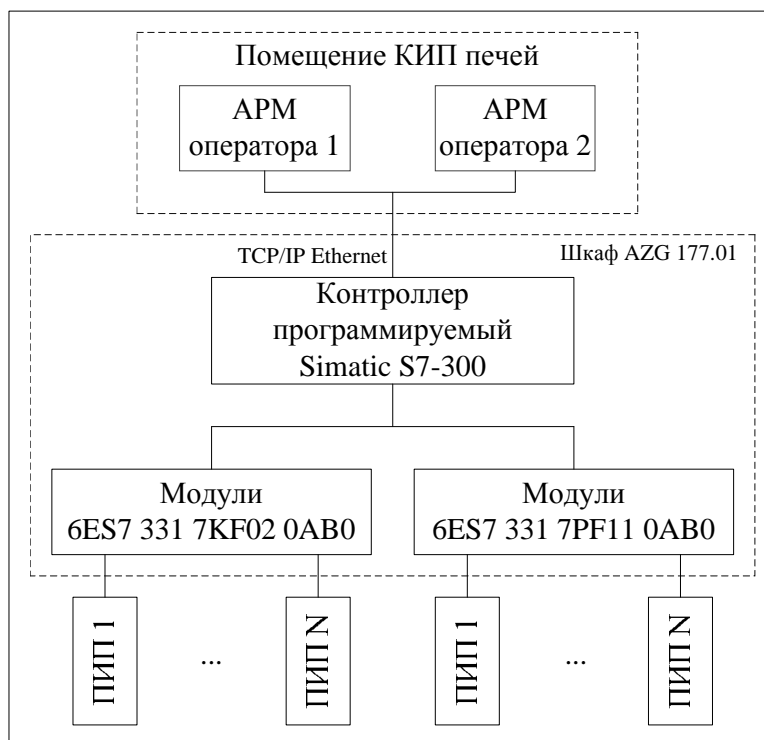 Помещение КИП печей
АРМ
оператора 1
АРМ
оператора 2
TCP/IP Ethernet
Шкаф AZG 177.01
Контроллер
программируемый
Simatic S7-300
Модули
6ES7 331 7KF02 0AB0
Модули
6ES7 331 7PF11 0AB0
ПИП 1
...
ПИП N
ПИП 1
...
ПИП N